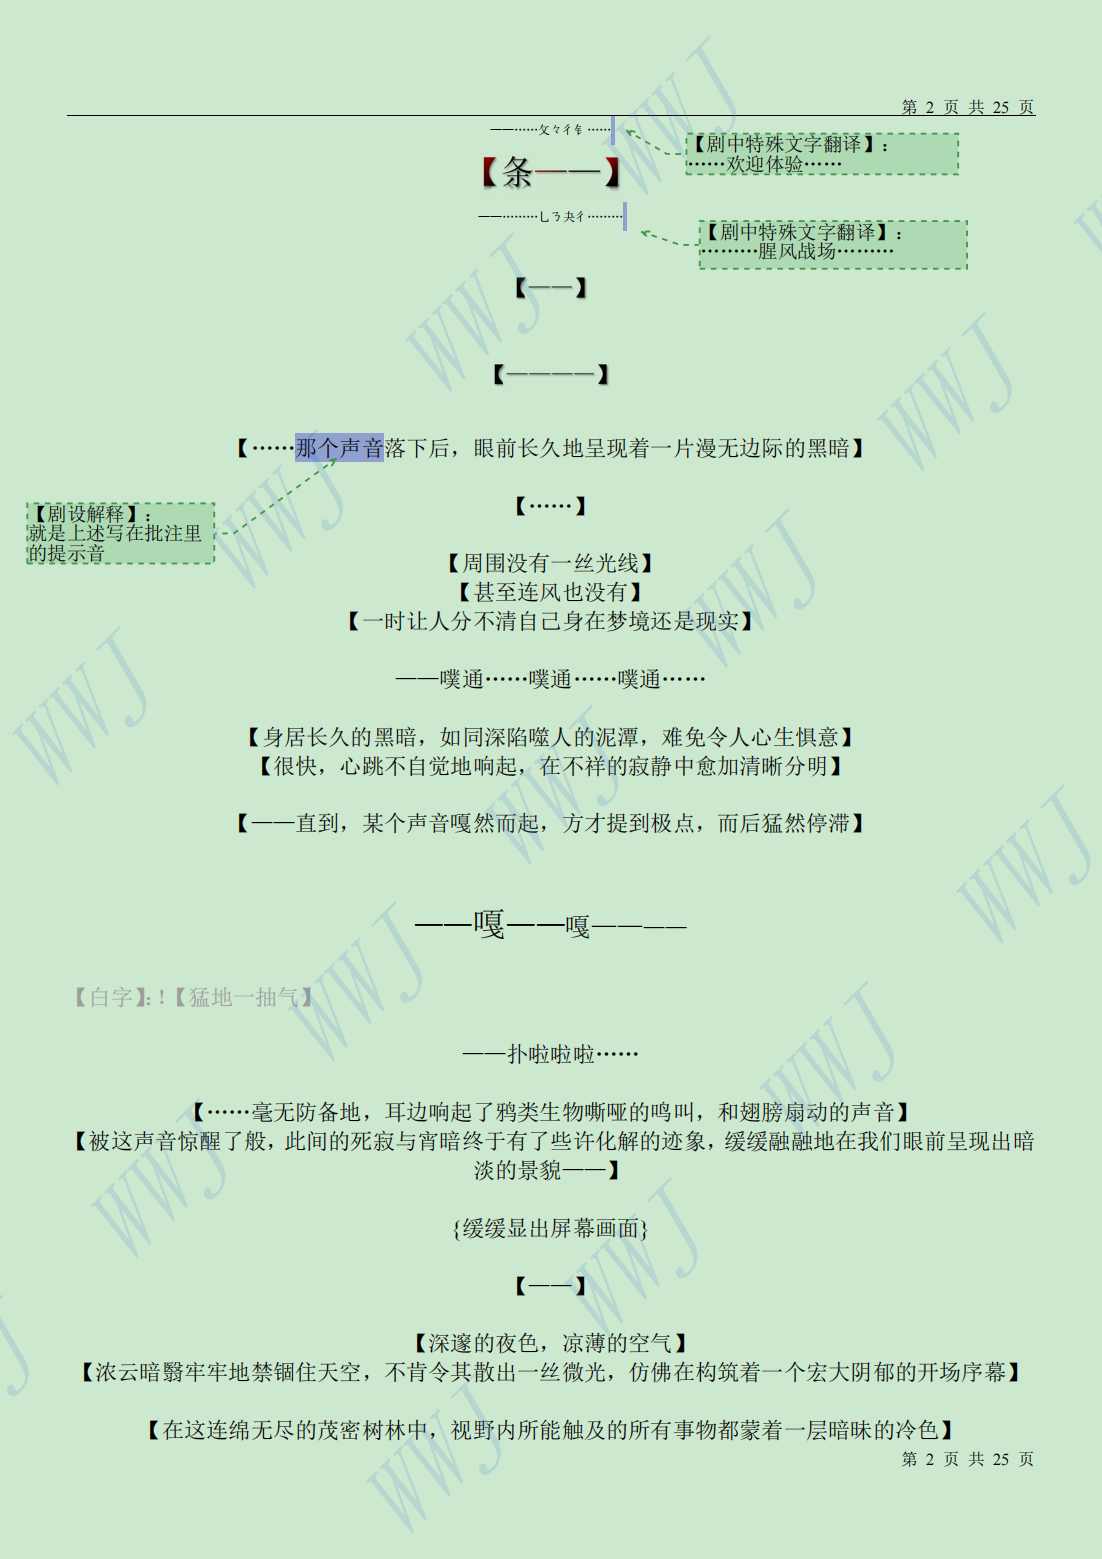 第 2 页 共 25 页
——……攵々彳钅……
【剧中特殊文字翻译】：
……欢迎体验……
【条——】
——………乚ㄋ夬彳………
【剧中特殊文字翻译】：
………腥风战场………
【——】
【————】
【……那个声音落下后，眼前长久地呈现着一片漫无边际的黑暗】
【……】
【剧设解释】：
就是上述写在批注里
的提示音
【周围没有一丝光线】
【甚至连风也没有】
【一时让人分不清自己身在梦境还是现实】
——噗通……噗通……噗通……
【身居长久的黑暗，如同深陷噬人的泥潭，难免令人心生惧意】
【很快，心跳不自觉地响起，在不祥的寂静中愈加清晰分明】
【——直到，某个声音嘎然而起，方才提到极点，而后猛然停滞】
——嘎——嘎————
【白字】：！【猛地一抽气】
——扑啦啦啦……
【……毫无防备地，耳边响起了鸦类生物嘶哑的鸣叫，和翅膀扇动的声音】
【被这声音惊醒了般，此间的死寂与宵暗终于有了些许化解的迹象，缓缓融融地在我们眼前呈现出暗
淡的景貌——】
{缓缓显出屏幕画面}
【——】
【深邃的夜色，凉薄的空气】
【浓云暗翳牢牢地禁锢住天空，不肯令其散出一丝微光，仿佛在构筑着一个宏大阴郁的开场序幕】
【在这连绵无尽的茂密树林中，视野内所能触及的所有事物都蒙着一层暗昧的冷色】
第 2 页 共 25 页
WWJ
WWJ
WWJ
WWJ
WWJ
WWJ
WWJ
WWJ
WWJ
WWJ
WWJ
WWJ
WWJ